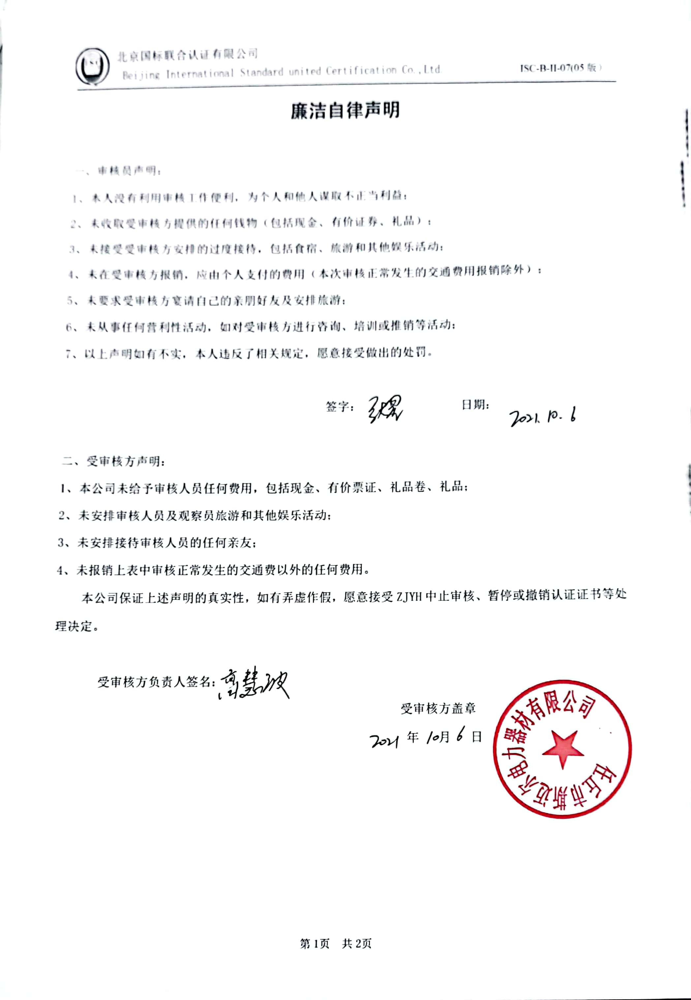 北京国标联合认证有限公司
Beijing International Standard united Certification Co.,Ltd.
ISC-B-II-07(05 版)
廉洁自律声明
一、审核员声明：
1、本人没有利用审核工作便利，为个人和他人谋取不正当利益；
2、未收取受审核方提供的任何钱物（包括现金、有价证券、礼品）；
3、未接受受审核方安排的过度接待，包括食宿、旅游和其他娱乐活动；
4、未在受审核方报销，应由个人支付的费用（本次审核正常发生的交通费用报销除外）；
5、未要求受审核方宴请自己的亲朋好友及安排旅游；
6、未从事任何营利性活动，如对受审核方进行咨询、培训或推销等活动；
7、以上声明如有不实，本人违反了相关规定，愿意接受做出的处罚。
签字： 日期： 2021.10.6
二、受审核方声明：
1、本公司未给予审核人员任何费用，包括现金、有价票证、礼品卷、礼品；
2、未安排审核人员及观察员旅游和其他娱乐活动；
3、未安排接待审核人员的任何亲友；
4、未报销上表中审核正常发生的交通费以外的任何费用。
本公司保证上述声明的真实性，如有弄虚作假，愿意接受 ZJYH 中止审核、暂停或撤销认证证书等处
理决定。
受审核方负责人签名：高慧波
受审核方盖章
2021 年 10月 6 日
任丘市斯迈尔电力器材有限公司
第 1页 共 2页